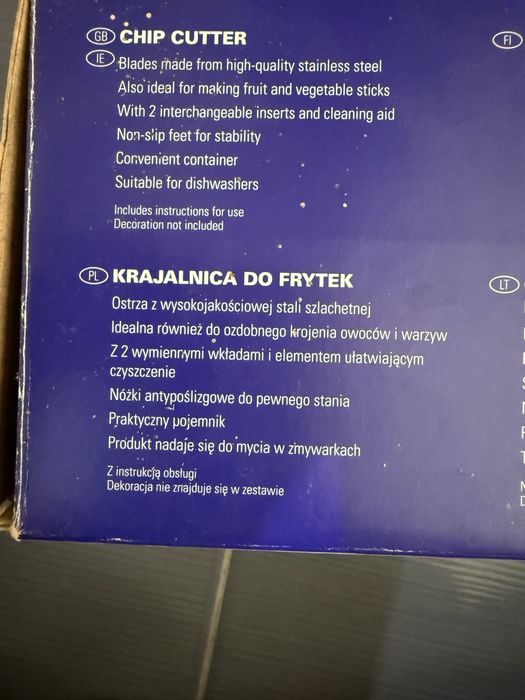 GB CHIP CUTTER
IE Blades made from high-quality stainless steel
Also ideal for making fruit and vegetable sticks
With 2 interchangeable inserts and cleaning aid
Non-slip feet for stability
Convenient container
Suitable for dishwashers
Includes instructions for use
Decoration not included
PL KRAJALNICA DO FRYTEK
Ostrza z wysokojakościowej stali szlachetnej
Idealna również do ozdobnego krojenia owoców i warzyw
Z 2 wymiennymi wkładami i elementem ułatwiającym
czyszczenie
Nóżki antypoślizgowe do pewnego stania
Praktyczny pojemnik
Produkt nadaje się do mycia w zmywarkach
Z instrukcją obsługi
Dekoracja nie znajduje się w zestawie
FI
LT